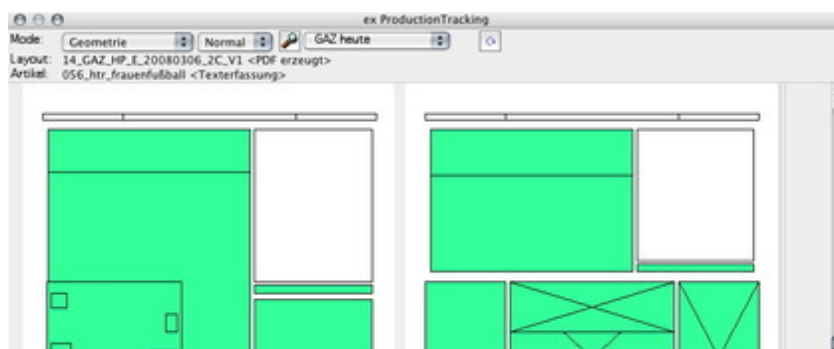 ex ProductionTracking
Mode: Geometrie Normal GAZ heute
Layout: 14_GAZ_HP_E_20080306_2C_V1 <PDF erzeugt>
Artikel: 056_htr_frauenfußball <Texterfassung>